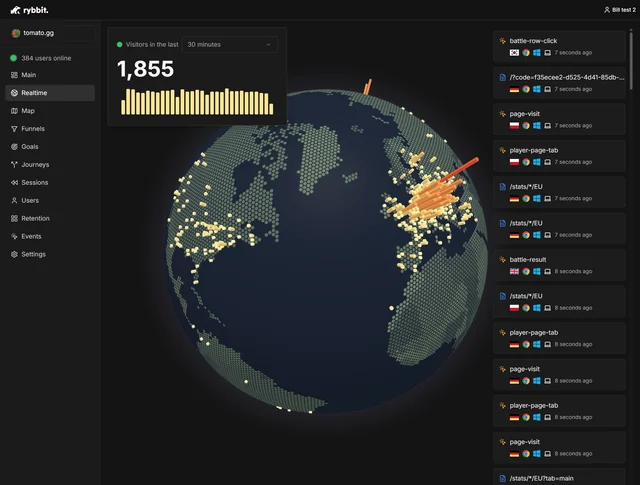 rybbit.
Bill test 2
tomato.gg
384 users online
Main
Realtime
Map
Funnels
Goals
Journeys
Sessions
Users
Retention
Events
Settings
Visitors in the last 30 minutes
1,855
battle-row-click
7 seconds ago
/?code=f35ecee2-d525-4d41-85db-...
7 seconds ago
page-visit
7 seconds ago
player-page-tab
7 seconds ago
/stats/*/EU
7 seconds ago
/stats/*/EU
7 seconds ago
battle-result
8 seconds ago
/stats/*/EU
8 seconds ago
player-page-tab
8 seconds ago
page-visit
8 seconds ago
player-page-tab
8 seconds ago
page-visit
8 seconds ago
/stats/*/EU?tab=main